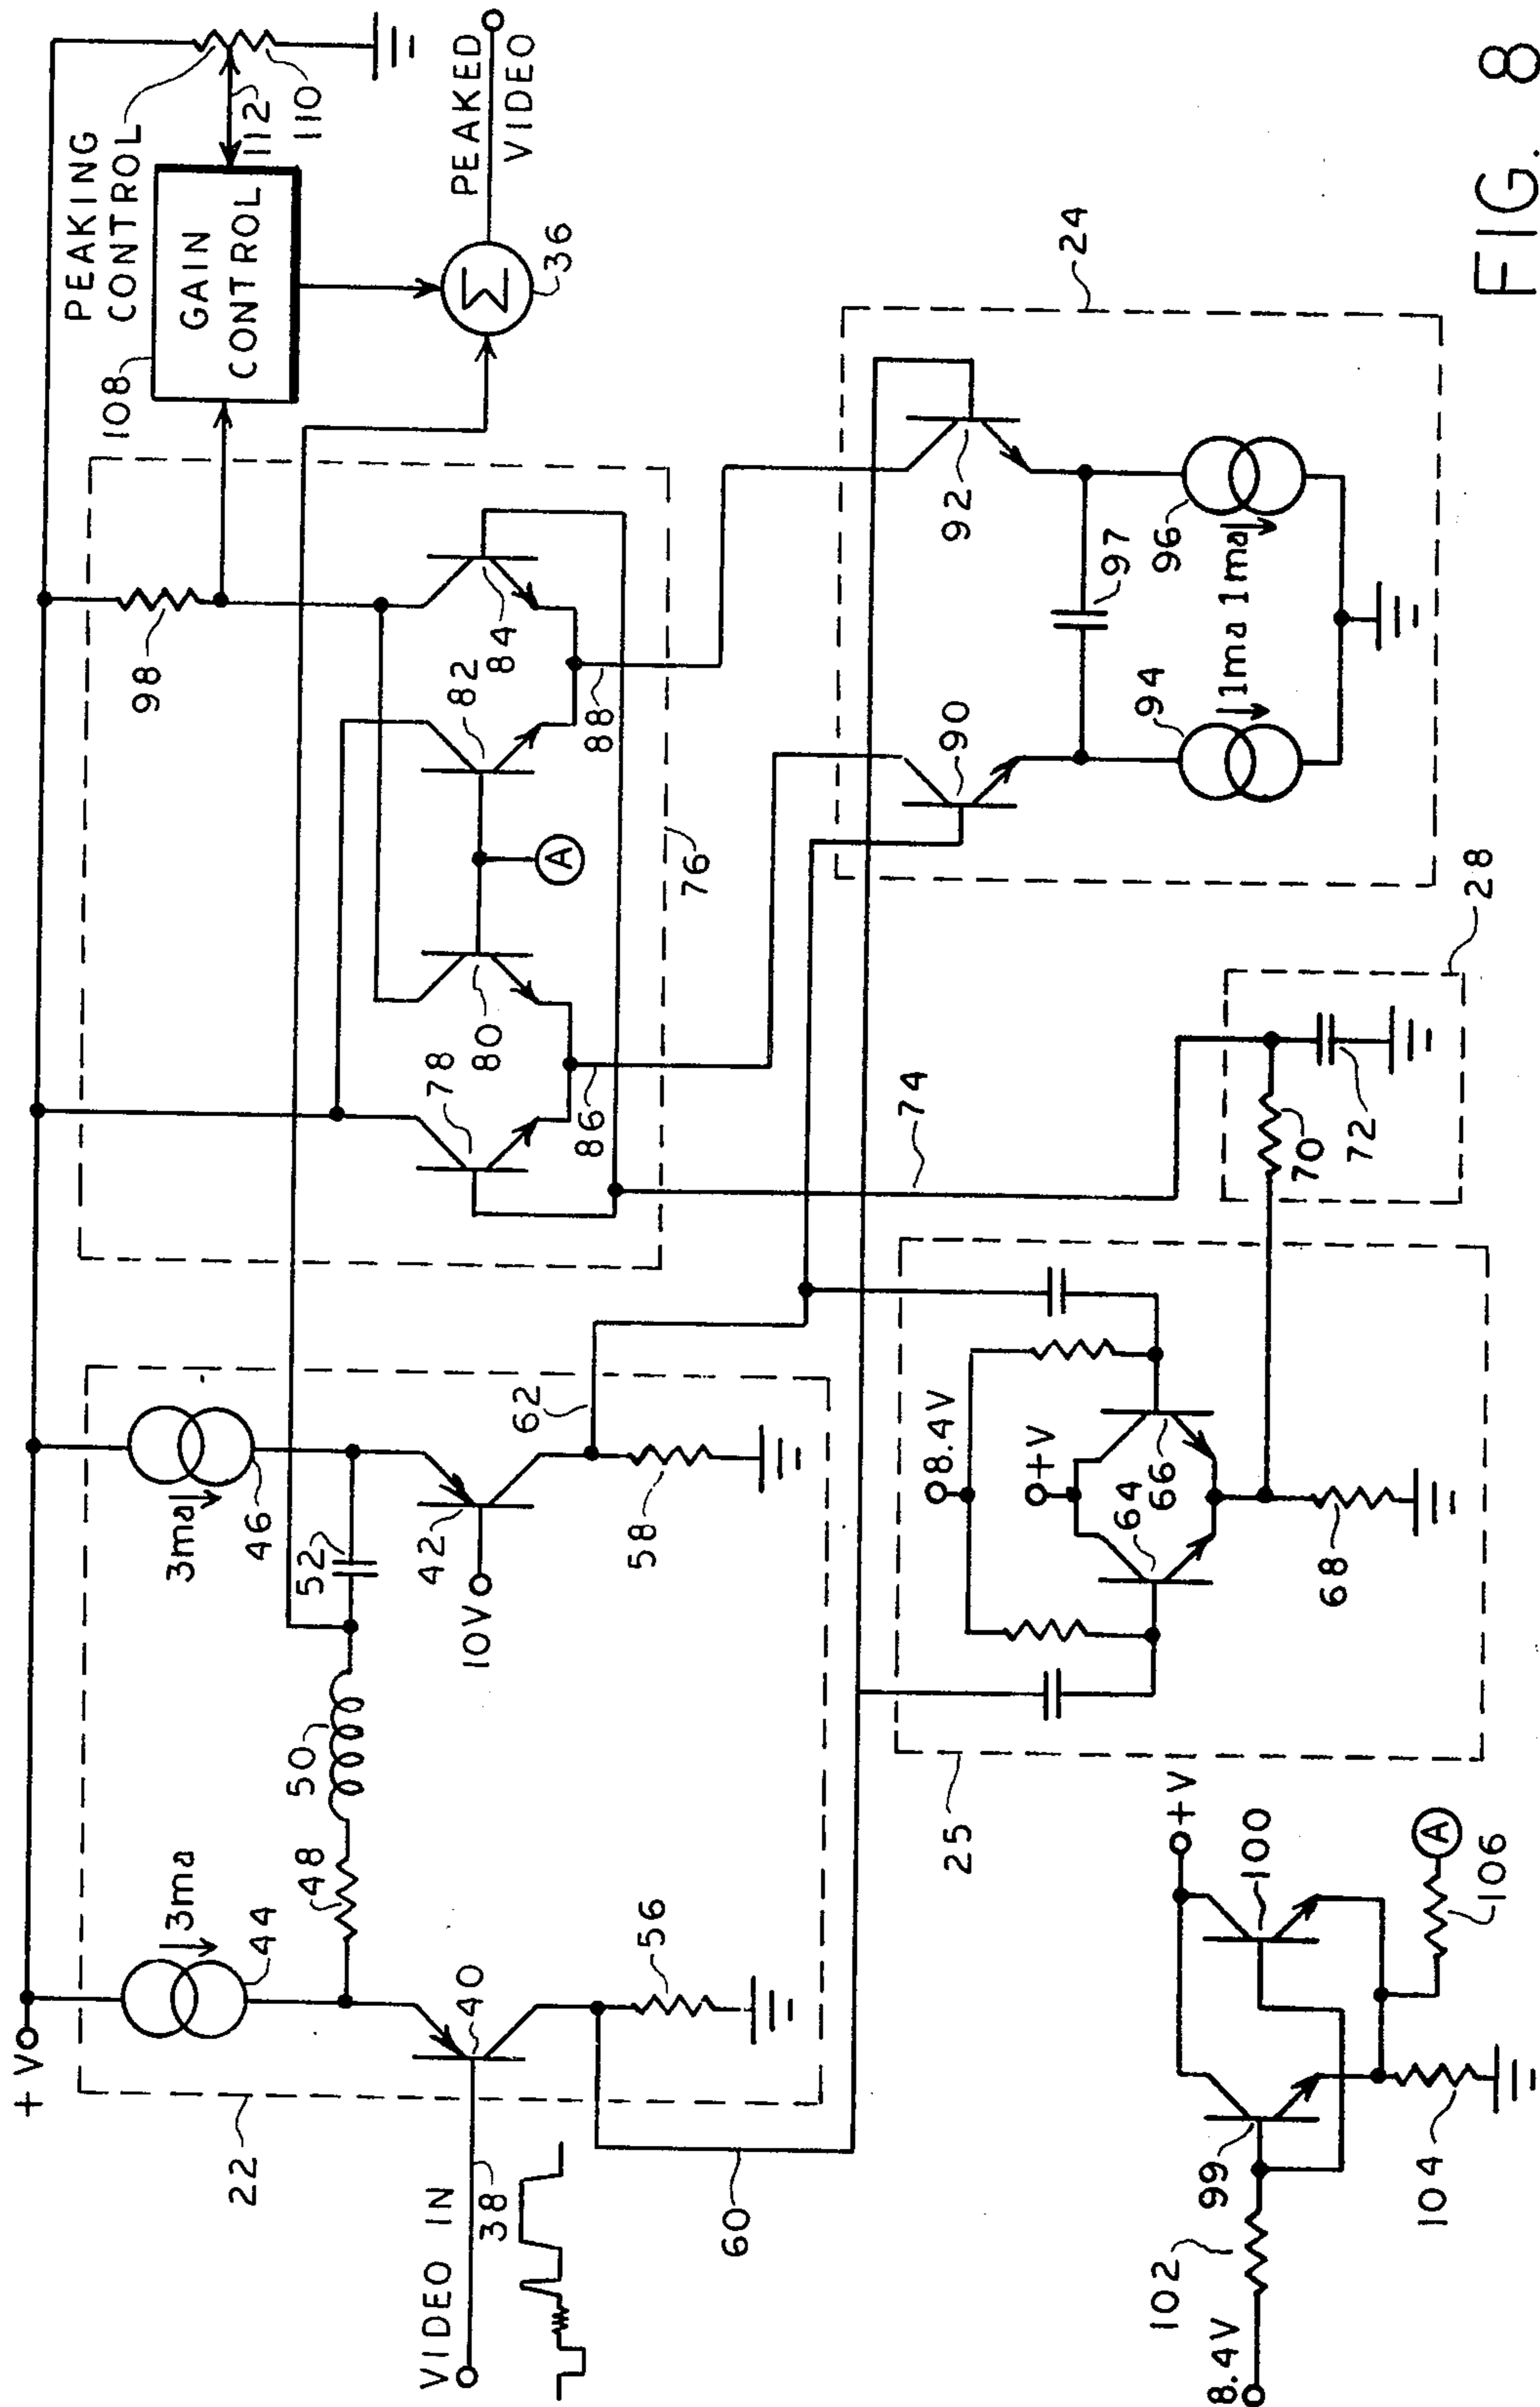 FIG. 8
+V
22
VIDEO IN
38
3ma
44
48
50
52
3ma
46
40
42
10V
56
58
60
62
78
80
82
84
86
88
A
76
98
108
GAIN
CONTROL
PEAKING
CONTROL
112
110
36
Σ
PEAKED
VIDEO
24
90
92
94
96
1ma
1ma
97
74
28
70
72
25
8.4V
+V
64
66
68
8.4V
102
99
100
+V
104
106
A